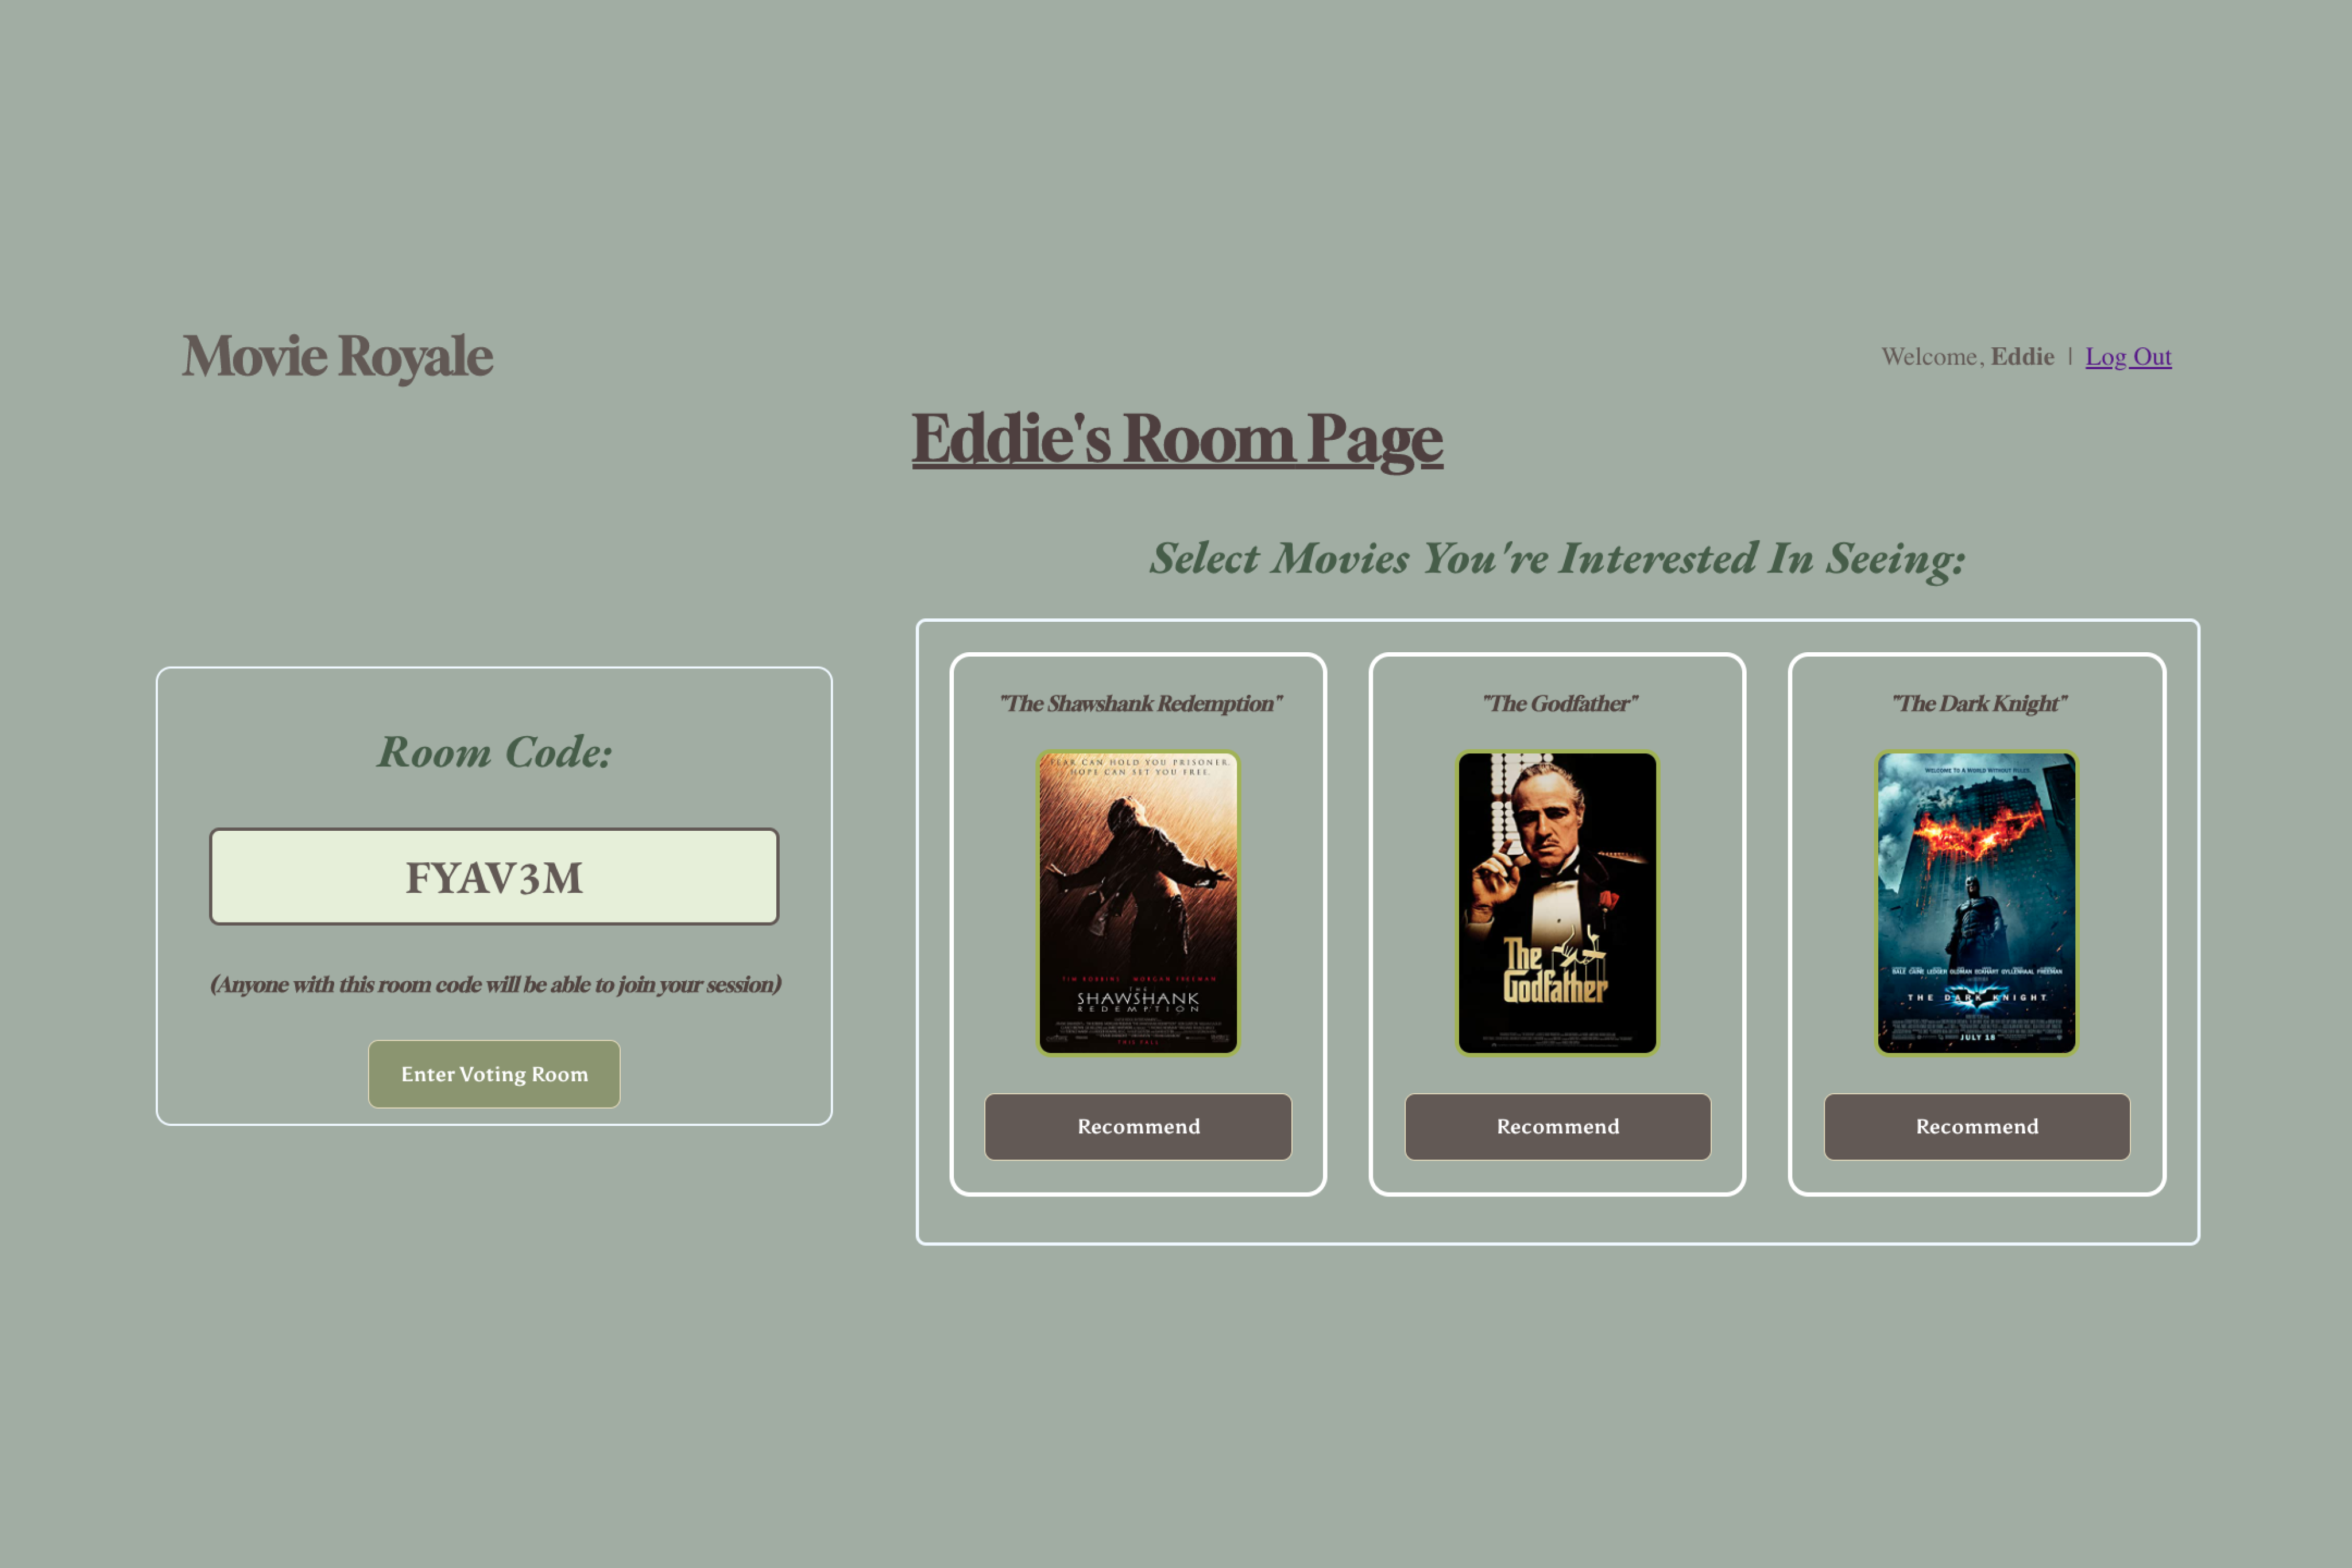 Movie Royale
Welcome, Eddie | Log Out
Eddie's Room Page
Room Code:
FYAV3M
(Anyone with this room code will be able to join your session)
Enter Voting Room
Select Movies You're Interested In Seeing:
"The Shawshank Redemption"
FEAR CAN HOLD YOU PRISONER.
HOPE CAN SET YOU FREE.
TIM ROBBINS MORGAN FREEMAN
THE
SHAWSHANK
REDEMPTION
THIS FALL
Recommend
"The Godfather"
The
Godfather
Recommend
"The Dark Knight"
WELCOME TO A WORLD WITHOUT RULES.
BALE CAINE LEDGER OLDMAN ECKHART GYLLENHAAL FREEMAN
THE DARK KNIGHT
JULY 18
Recommend